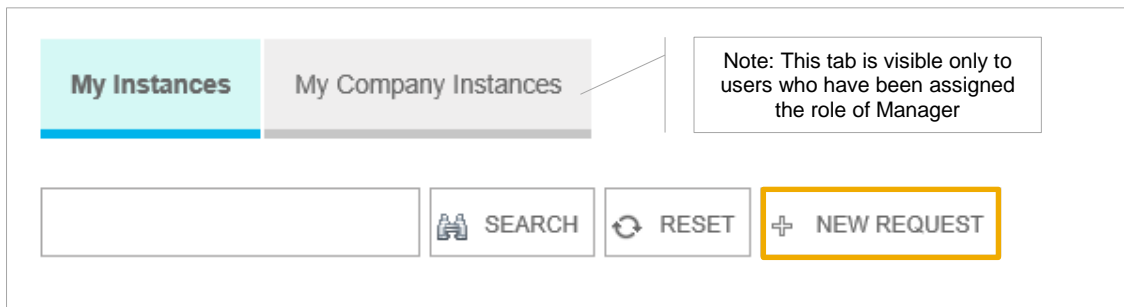 My Instances
My Company Instances
Note: This tab is visible only to
users who have been assigned
the role of Manager
SEARCH
RESET
NEW REQUEST